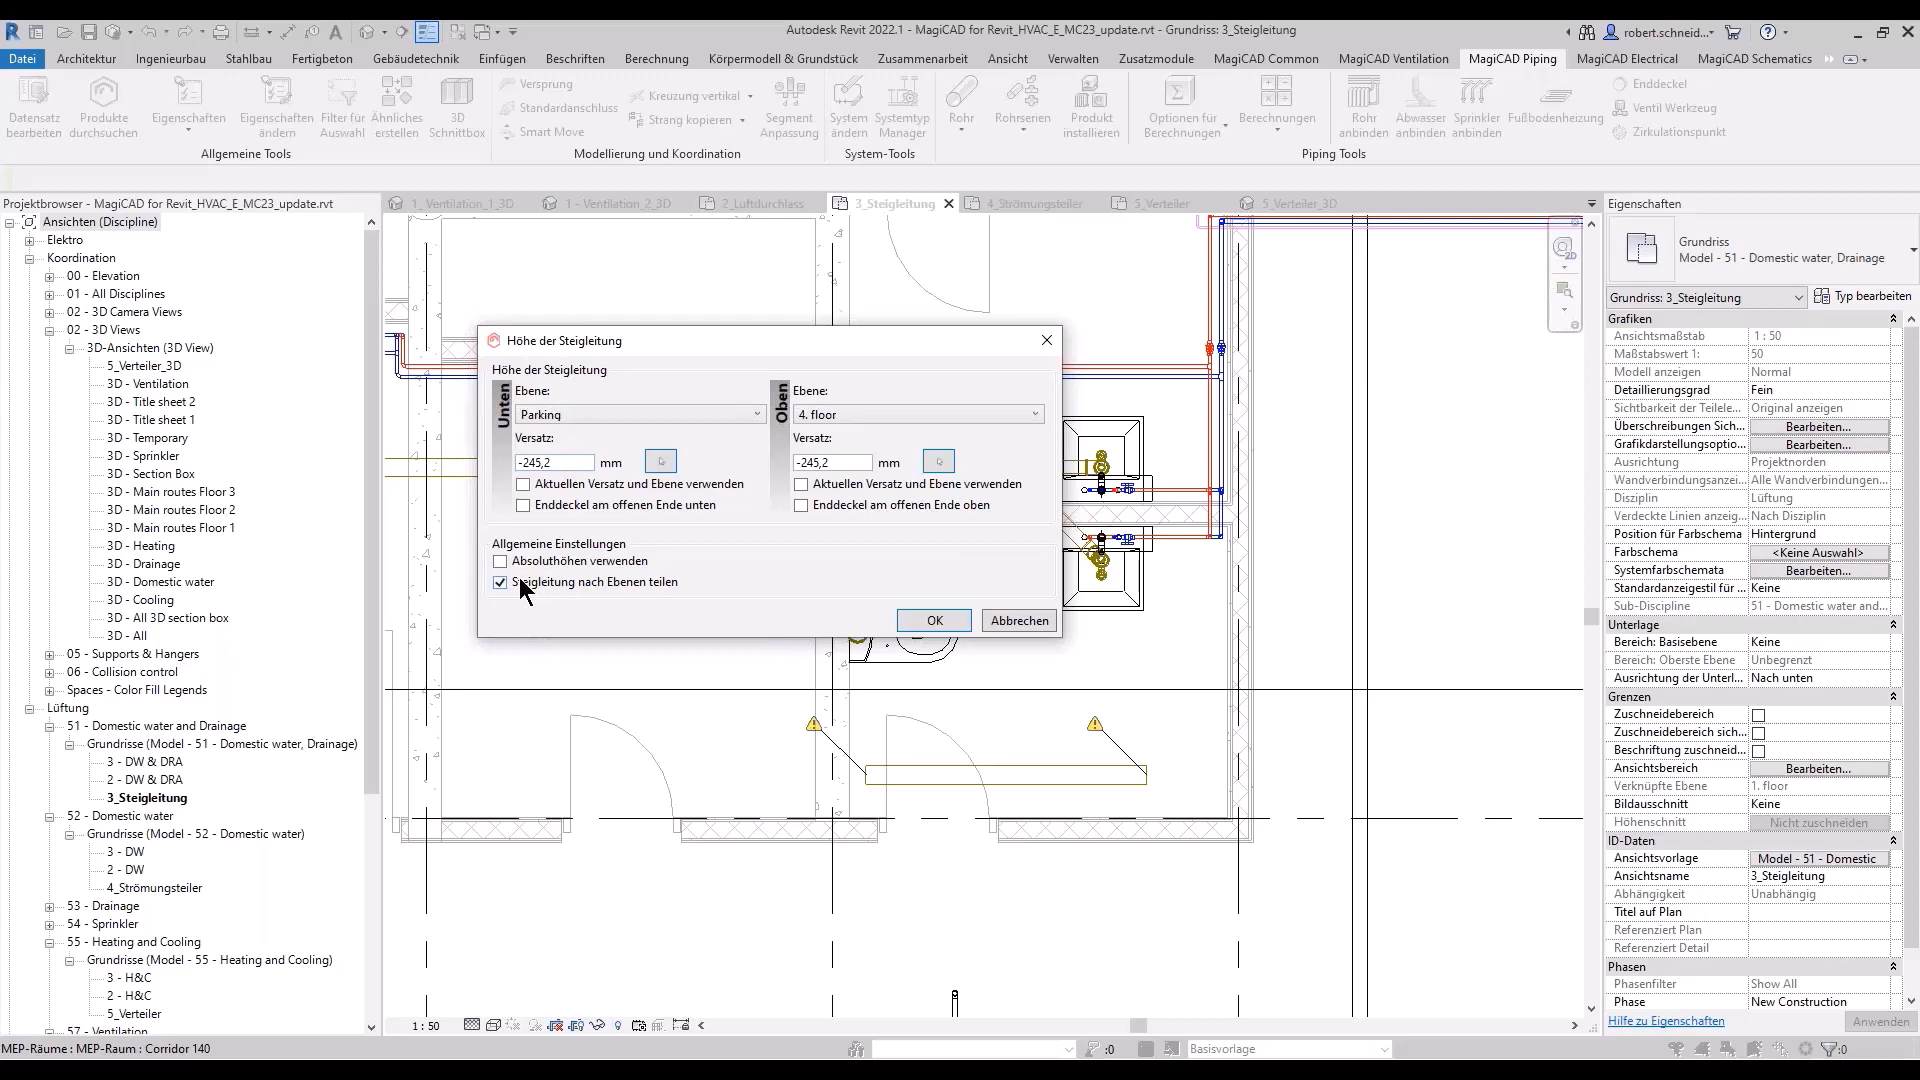 Autodesk Revit 2022.1 - MagiCAD for Revit_HVAC_E_MC23_update.rvt - Grundriss: 3_Steigleitung
robert.schneid...
Datei Architektur Ingenieurbau Stahlbau Fertigbeton Gebäudetechnik Einfügen Beschriften Berechnung Körpermodell & Grundstück Zusammenarbeit Ansicht Verwalten Zusatzmodule MagiCAD Common MagiCAD Ventilation MagiCAD Piping MagiCAD Electrical MagiCAD Schematics
Datensatz bearbeiten
Produkte durchsuchen
Eigenschaften
Eigenschaften ändern
Filter für Auswahl
Ähnliches erstellen
3D Schnittbox
Versprung
Standardanschluss
Smart Move
Kreuzung vertikal
Strang kopieren
Segment Anpassung
System ändern
Systemtyp Manager
Rohr
Rohrserien
Produkt installieren
Optionen für Berechnungen
Berechnungen
Rohr anbinden
Abwasser anbinden
Sprinkler anbinden
Fußbodenheizung
Enddeckel
Ventil Werkzeug
Zirkulationspunkt
Allgemeine Tools Modellierung und Koordination System-Tools Piping Tools
Projektbrowser - MagiCAD for Revit_HVAC_E_MC23_update.rvt
1_ Ventilation_1_3D 1 - Ventilation_2_3D 2_Luftdurchlass 3_Steigleitung 4_Strömungsteiler 5_Verteiler 5_Verteiler_3D
Ansichten (Discipline)
Elektro
Koordination
00 - Elevation
01 - All Disciplines
02 - 3D Camera Views
02 - 3D Views
3D-Ansichten (3D View)
5_Verteiler_3D
3D - Ventilation
3D - Title sheet 2
3D - Title sheet 1
3D - Temporary
3D - Sprinkler
3D - Section Box
3D - Main routes Floor 3
3D - Main routes Floor 2
3D - Main routes Floor 1
3D - Heating
3D - Drainage
3D - Domestic water
3D - Cooling
3D - All 3D section box
3D - All
05 - Supports & Hangers
06 - Collision control
Spaces - Color Fill Legends
Lüftung
51 - Domestic water and Drainage
Grundrisse (Model - 51 - Domestic water, Drainage)
3 - DW & DRA
2 - DW & DRA
3_Steigleitung
52 - Domestic water
Grundrisse (Model - 52 - Domestic water)
3 - DW
2 - DW
4_Strömungsteiler
53 - Drainage
54 - Sprinkler
55 - Heating and Cooling
Grundrisse (Model - 55 - Heating and Cooling)
3 - H&C
2 - H&C
5_Verteiler
57 - Ventilation
Höhe der Steigleitung
Höhe der Steigleitung
Unten
Ebene:
Parking
Versatz:
-245,2 mm
Aktuellen Versatz und Ebene verwenden
Enddeckel am offenen Ende unten
Oben
Ebene:
4. floor
Versatz:
-245,2 mm
Aktuellen Versatz und Ebene verwenden
Enddeckel am offenen Ende oben
Allgemeine Einstellungen
Absoluthöhen verwenden
Steigleitung nach Ebenen teilen
OK Abbrechen
2D
Eigenschaften
Grundriss
Model - 51 - Domestic water, Drainage
Grundriss: 3_Steigleitung Typ bearbeiten
Grafiken
Ansichtsmaßstab 1 : 50
Maßstabswert 1: 50
Modell anzeigen Normal
Detaillierungsgrad Fein
Sichtbarkeit der Teilele... Original anzeigen
Überschreibungen Sich... Bearbeiten...
Grafikdarstellungsoptio... Bearbeiten...
Ausrichtung Projektnorden
Wandverbindungsanzei... Alle Wandverbindungen...
Disziplin Lüftung
Verdeckte Linien anzeig... Nach Disziplin
Position für Farbschema Hintergrund
Farbschema <Keine Auswahl>
Systemfarbschemata Bearbeiten...
Standardanzeigestil für ... Keine
Sub-Discipline 51 - Domestic water and...
Unterlage
Bereich: Basisebene Keine
Bereich: Oberste Ebene Unbegrenzt
Ausrichtung der Unterl... Nach unten
Grenzen
Zuschneidebereich
Zuschneidebereich sich...
Beschriftung zuschneid...
Ansichtsbereich Bearbeiten...
Verknüpfte Ebene 1. floor
Bildausschnitt Keine
Höhenschnitt Nicht zuschneiden
ID-Daten
Ansichtsvorlage Model - 51 - Domestic
Ansichtsname 3_Steigleitung
Abhängigkeit Unabhängig
Titel auf Plan
Referenziert Plan
Referenziert Detail
Phasen
Phasenfilter Show All
Phase New Construction
Hilfe zu Eigenschaften Anwenden
1 : 50
MEP-Räume : MEP-Raum : Corridor 140
:0 Basisvorlage :0